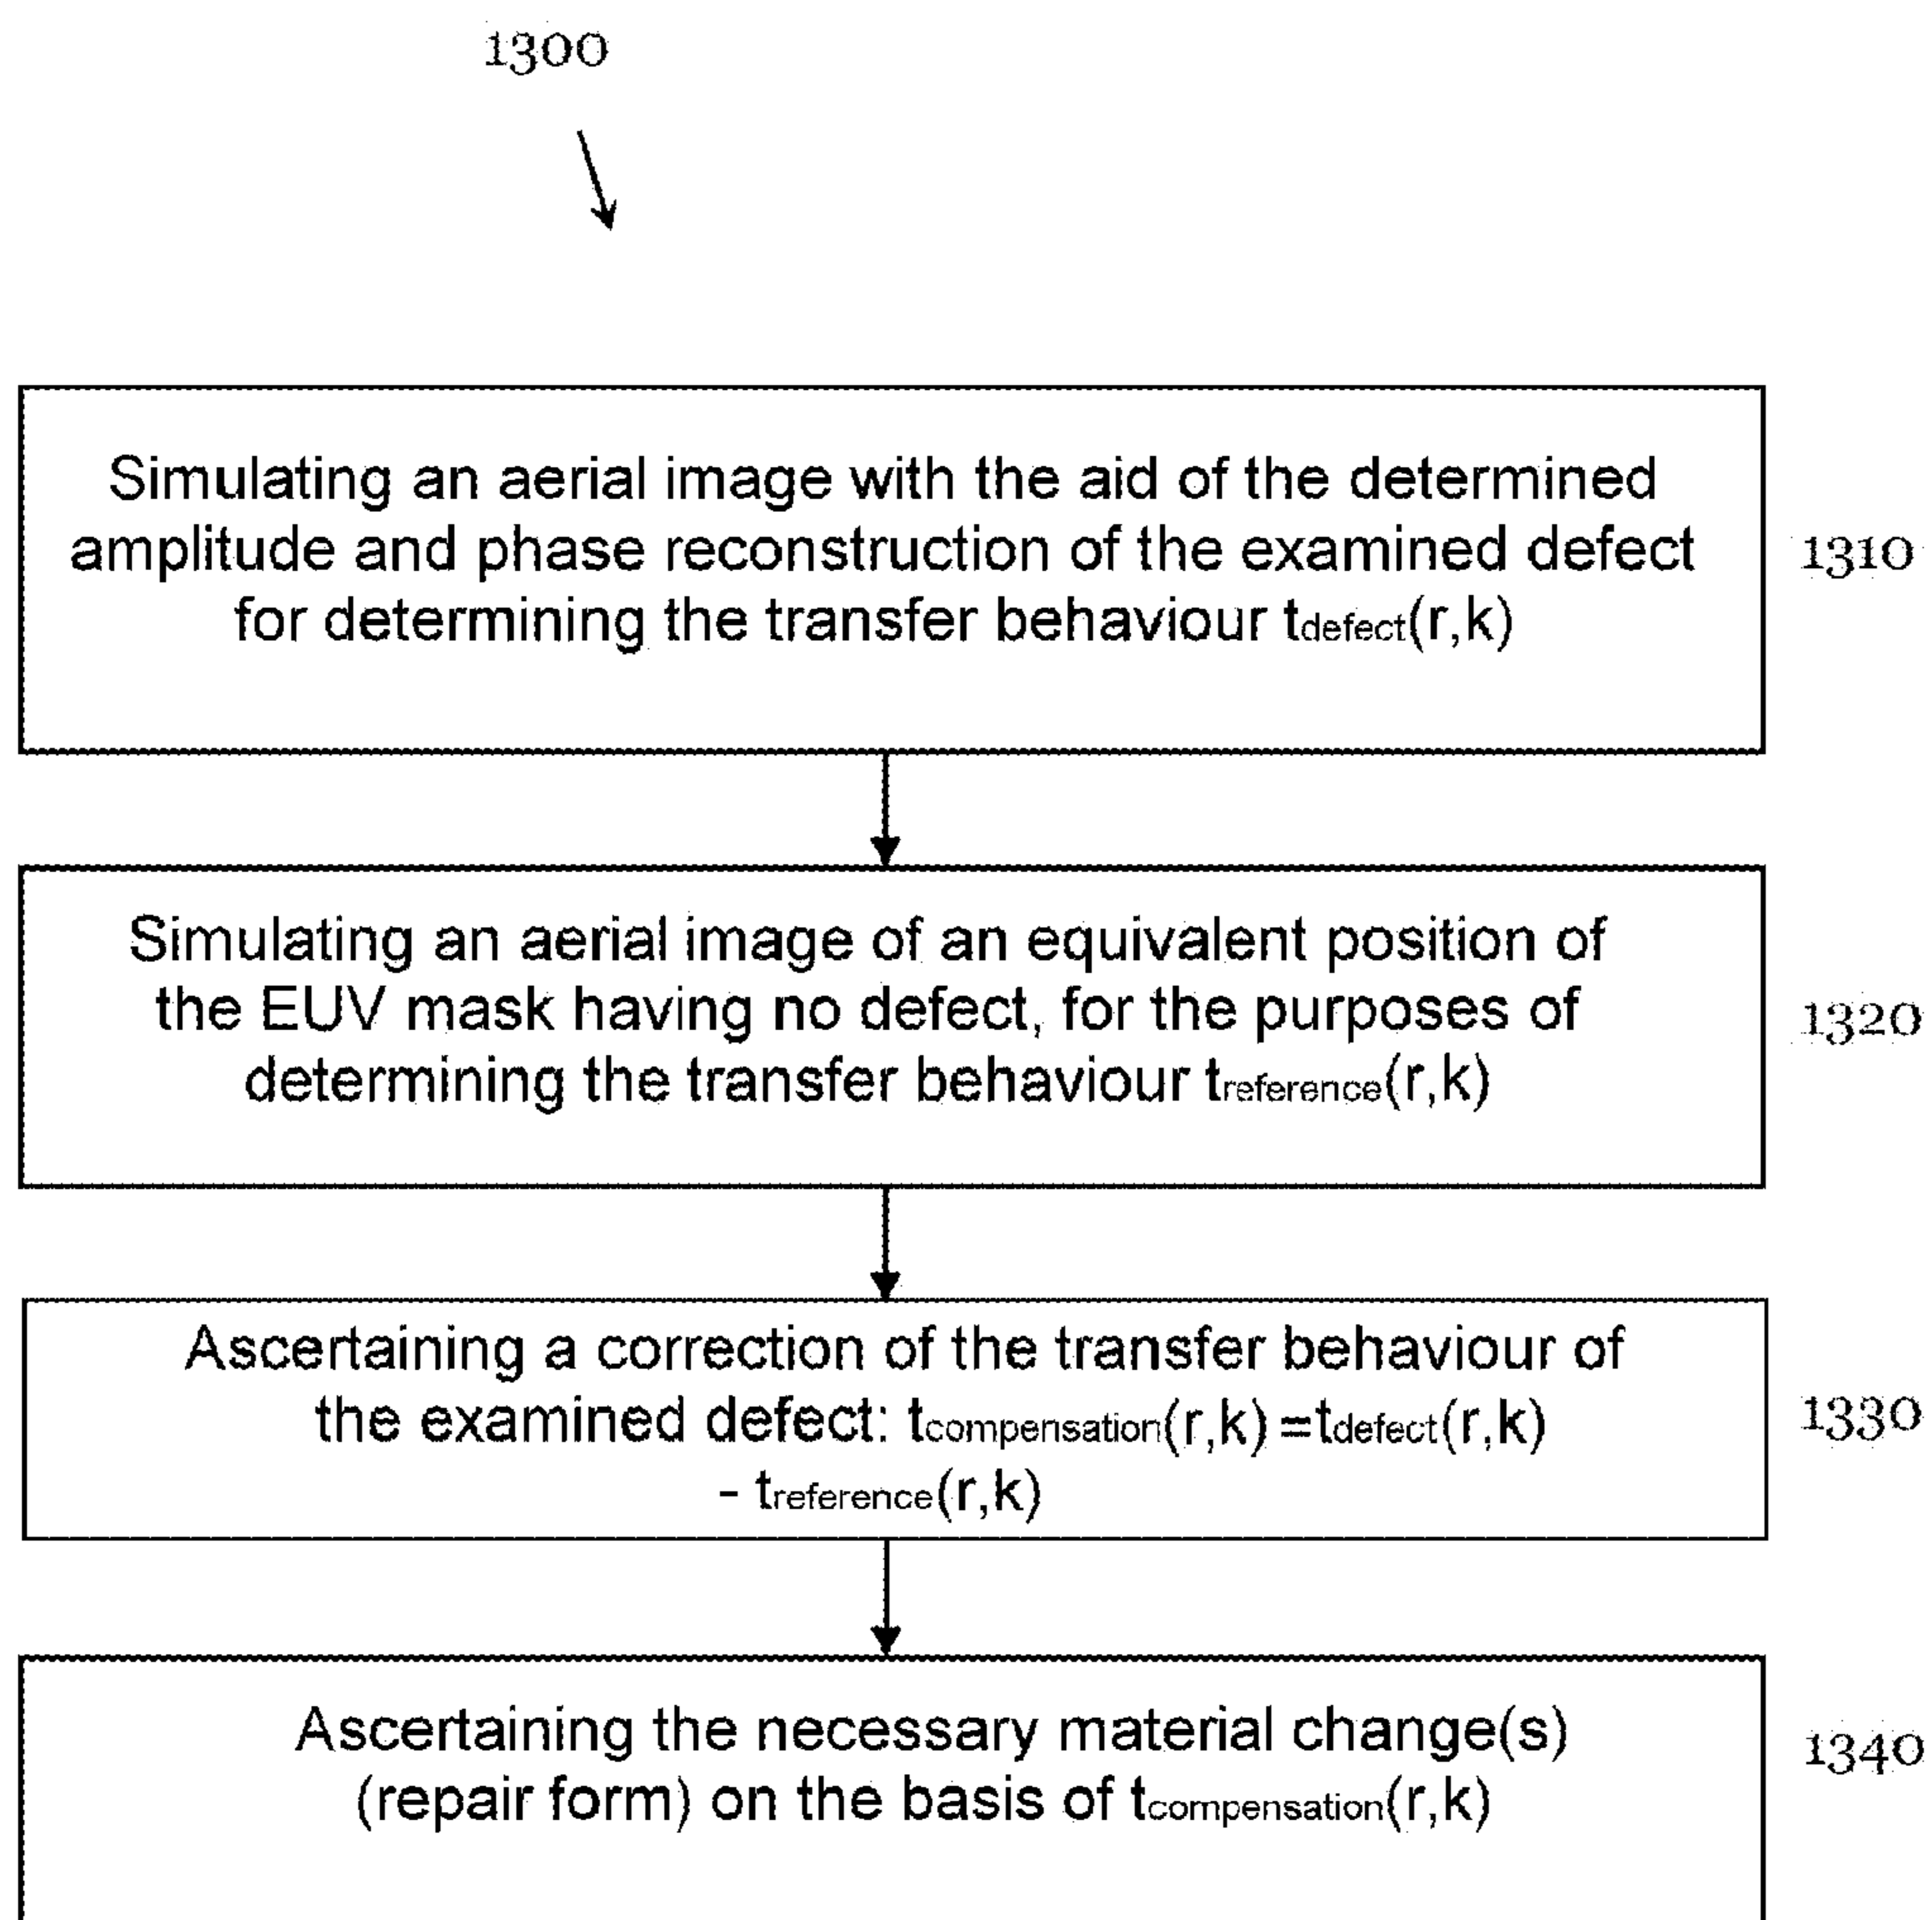 1300
Simulating an aerial image with the aid of the determined
amplitude and phase reconstruction of the examined defect
for determining the transfer behaviour tdefect(r,k)
1310
Simulating an aerial image of an equivalent position of
the EUV mask having no defect, for the purposes of
determining the transfer behaviour treference(r,k)
1320
Ascertaining a correction of the transfer behaviour of
the examined defect: tcompensation(r,k) =tdefect(r,k)
- treference(r,k)
1330
Ascertaining the necessary material change(s)
(repair form) on the basis of tcompensation(r,k)
1340